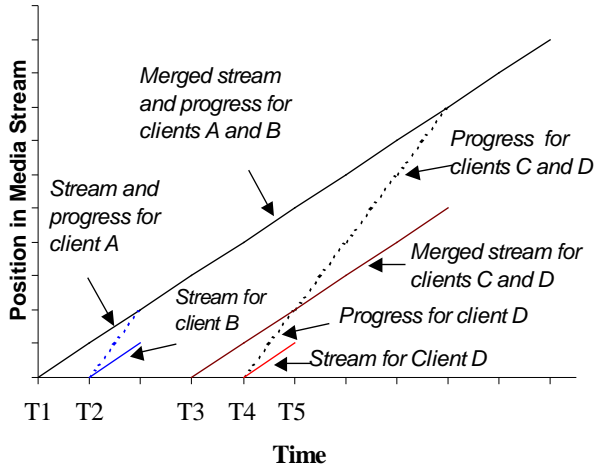 Position in Media Stream
Merged stream
and progress for
clients A and B
Progress for
clients C and D
Stream and
progress for
client A
Merged stream for
clients C and D
Stream for
client B
Progress for client D
Stream for Client D
T1 T2 T3 T4 T5
Time